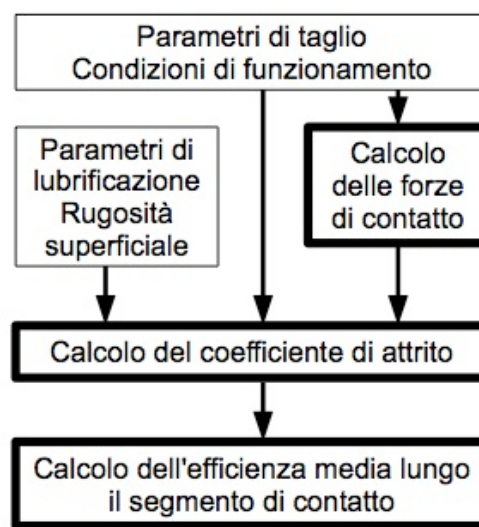 Parametri di taglio
Condizioni di funzionamento
Parametri di
lubrificazione
Rugosità
superficiale
Calcolo
delle forze
di contatto
Calcolo del coefficiente di attrito
Calcolo dell'efficienza media lungo
il segmento di contatto